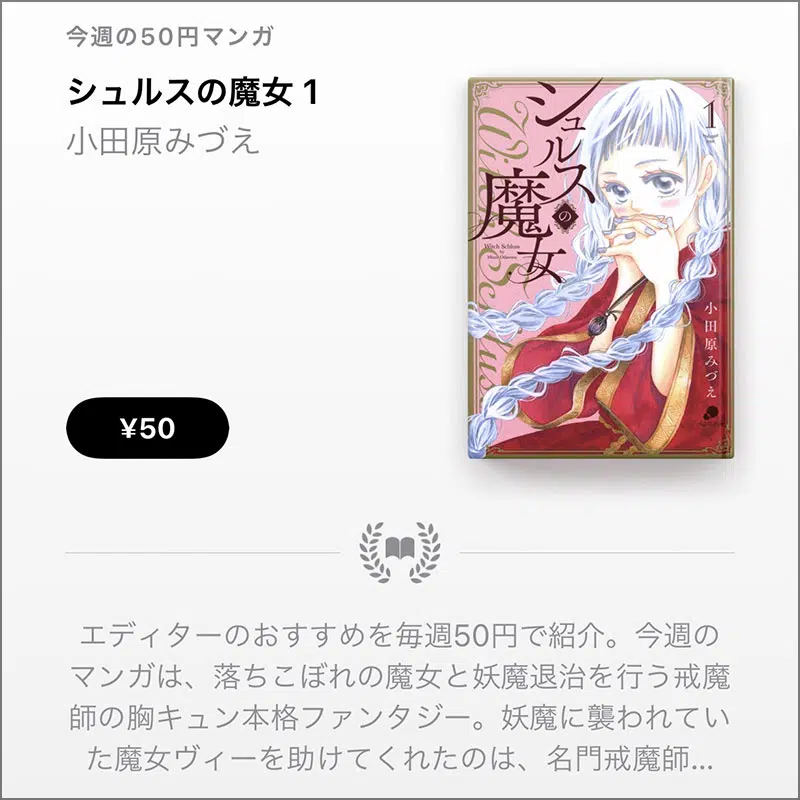 今週の50円マンガ
シュルスの魔女 1
小田原みづえ
シュルス
の
魔女
1
Witch Schluss
小田原みづえ
¥50
エディターのおすすめを毎週50円で紹介。今週の
マンガは、落ちこぼれの魔女と妖魔退治を行う戒魔
師の胸キュン本格ファンタジー。妖魔に襲われてい
た魔女ヴィーを助けてくれたのは、名門戒魔師...